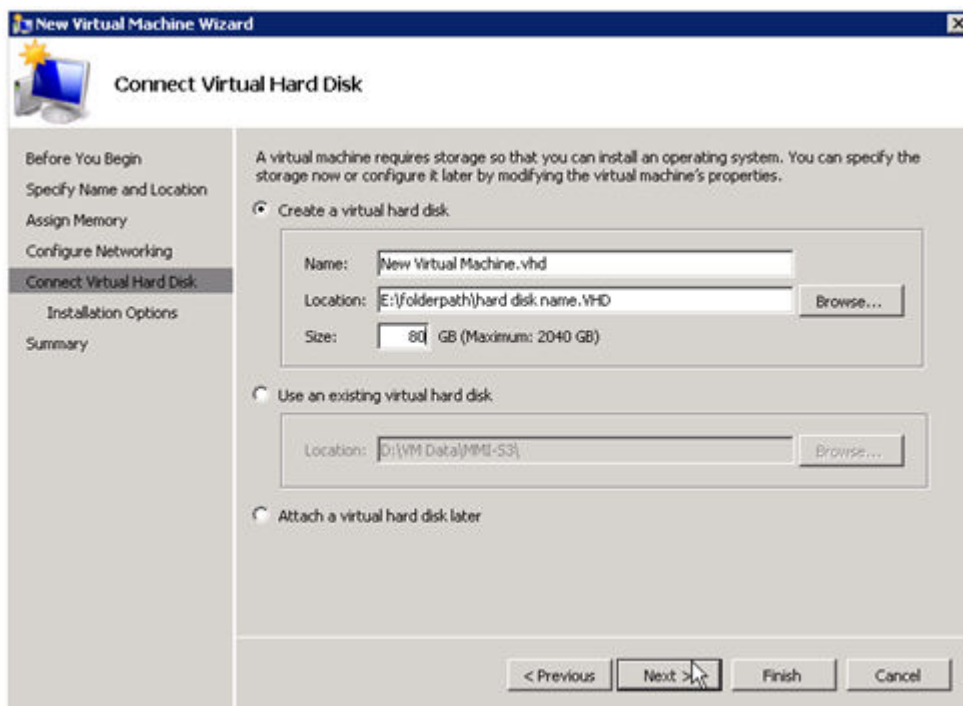 New Virtual Machine Wizard
Connect Virtual Hard Disk
Before You Begin
Specify Name and Location
Assign Memory
Configure Networking
Connect Virtual Hard Disk
Installation Options
Summary
A virtual machine requires storage so that you can install an operating system. You can specify the
storage now or configure it later by modifying the virtual machine's properties.
Create a virtual hard disk
Name: New Virtual Machine.vhd
Location: E:\folderpath\hard disk name.VHD Browse...
Size: 80 GB (Maximum: 2040 GB)
Use an existing virtual hard disk
Location: D:\VM Data\MMI-S3\ Browse...
Attach a virtual hard disk later
< Previous Next > Finish Cancel